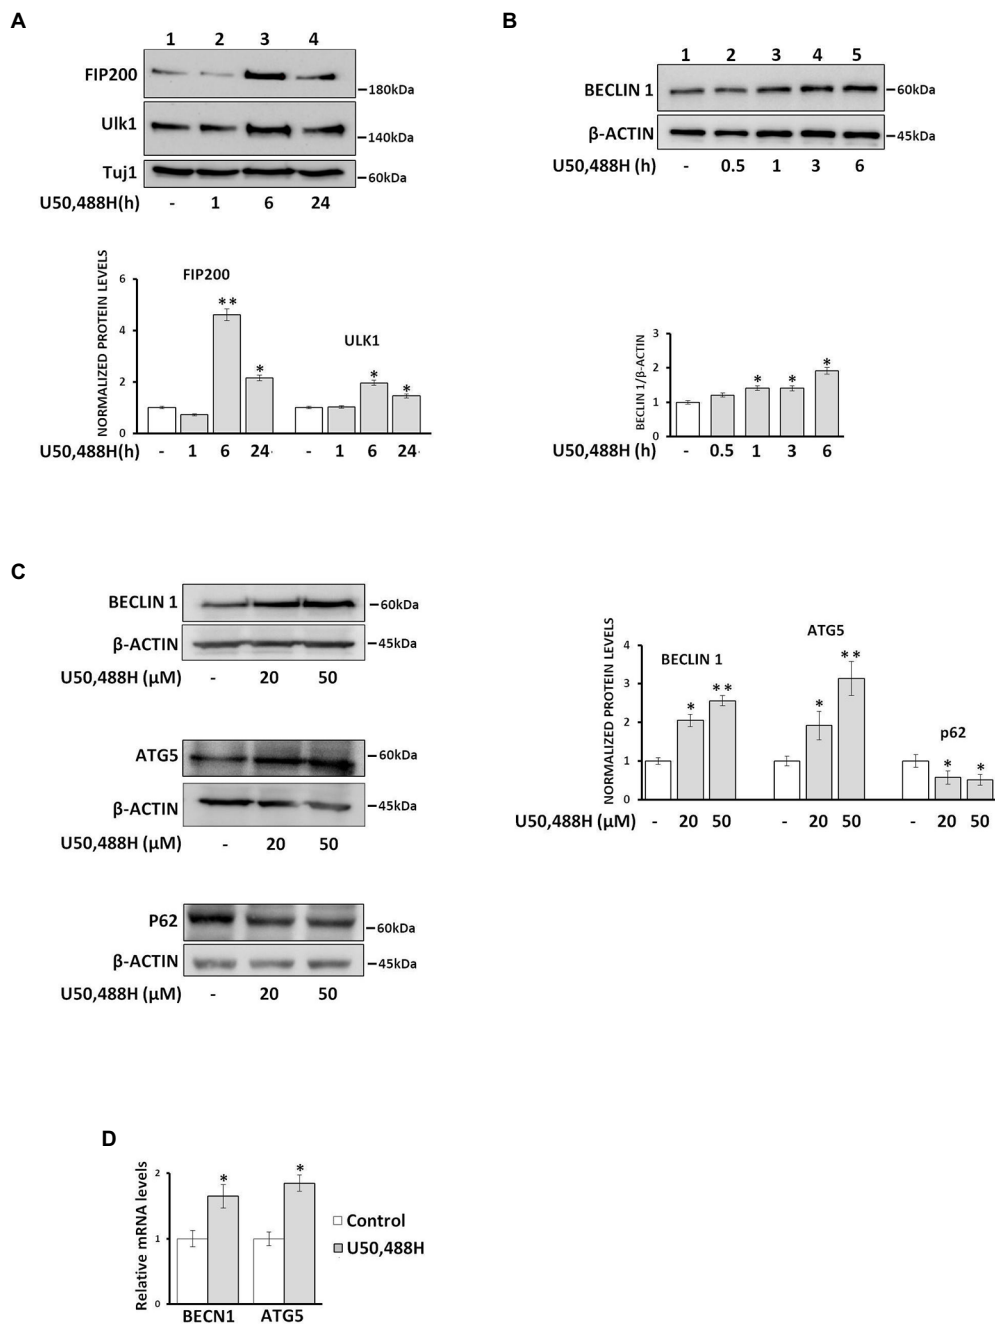 A
1 2 3 4
FIP200
180kDa
Ulk1
140kDa
Tuj1
60kDa
U50,488H(h) - 1 6 24
NORMALIZED PROTEIN LEVELS
6
4
2
0
FIP200
** *
ULK1
* *
U50,488H(h) - 1 6 24 - 1 6 24
B
1 2 3 4 5
BECLIN 1
60kDa
β-ACTIN
45kDa
U50,488H (h) - 0.5 1 3 6
BECLIN 1/β-ACTIN
3
2
1
0
* * *
U50,488H (h) - 0.5 1 3 6
C
BECLIN 1
60kDa
β-ACTIN
45kDa
U50,488H (μM) - 20 50
ATG5
60kDa
β-ACTIN
45kDa
U50,488H (μM) - 20 50
P62
60kDa
β-ACTIN
45kDa
U50,488H (μM) - 20 50
NORMALIZED PROTEIN LEVELS
4
3
2
1
0
BECLIN 1
* **
ATG5
* **
p62
* *
U50,488H (μM) - 20 50 - 20 50 - 20 50
D
Relative mRNA levels
2
1
0
* *
BECN1 ATG5
Control
U50,488H